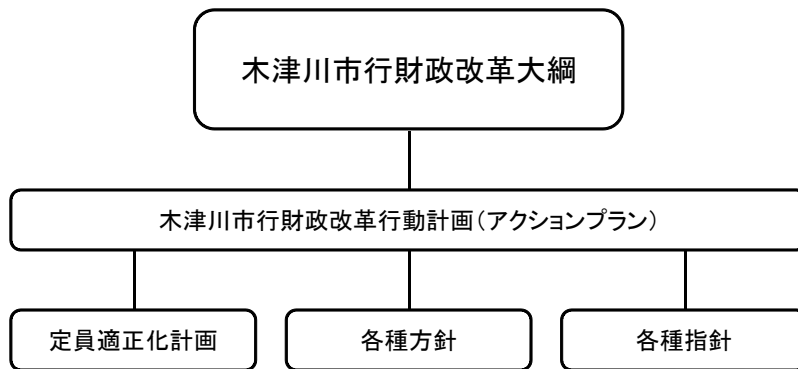 木津川市行財政改革大綱
木津川市行財政改革行動計画（アクションプラン）
定員適正化計画
各種方針
各種指針